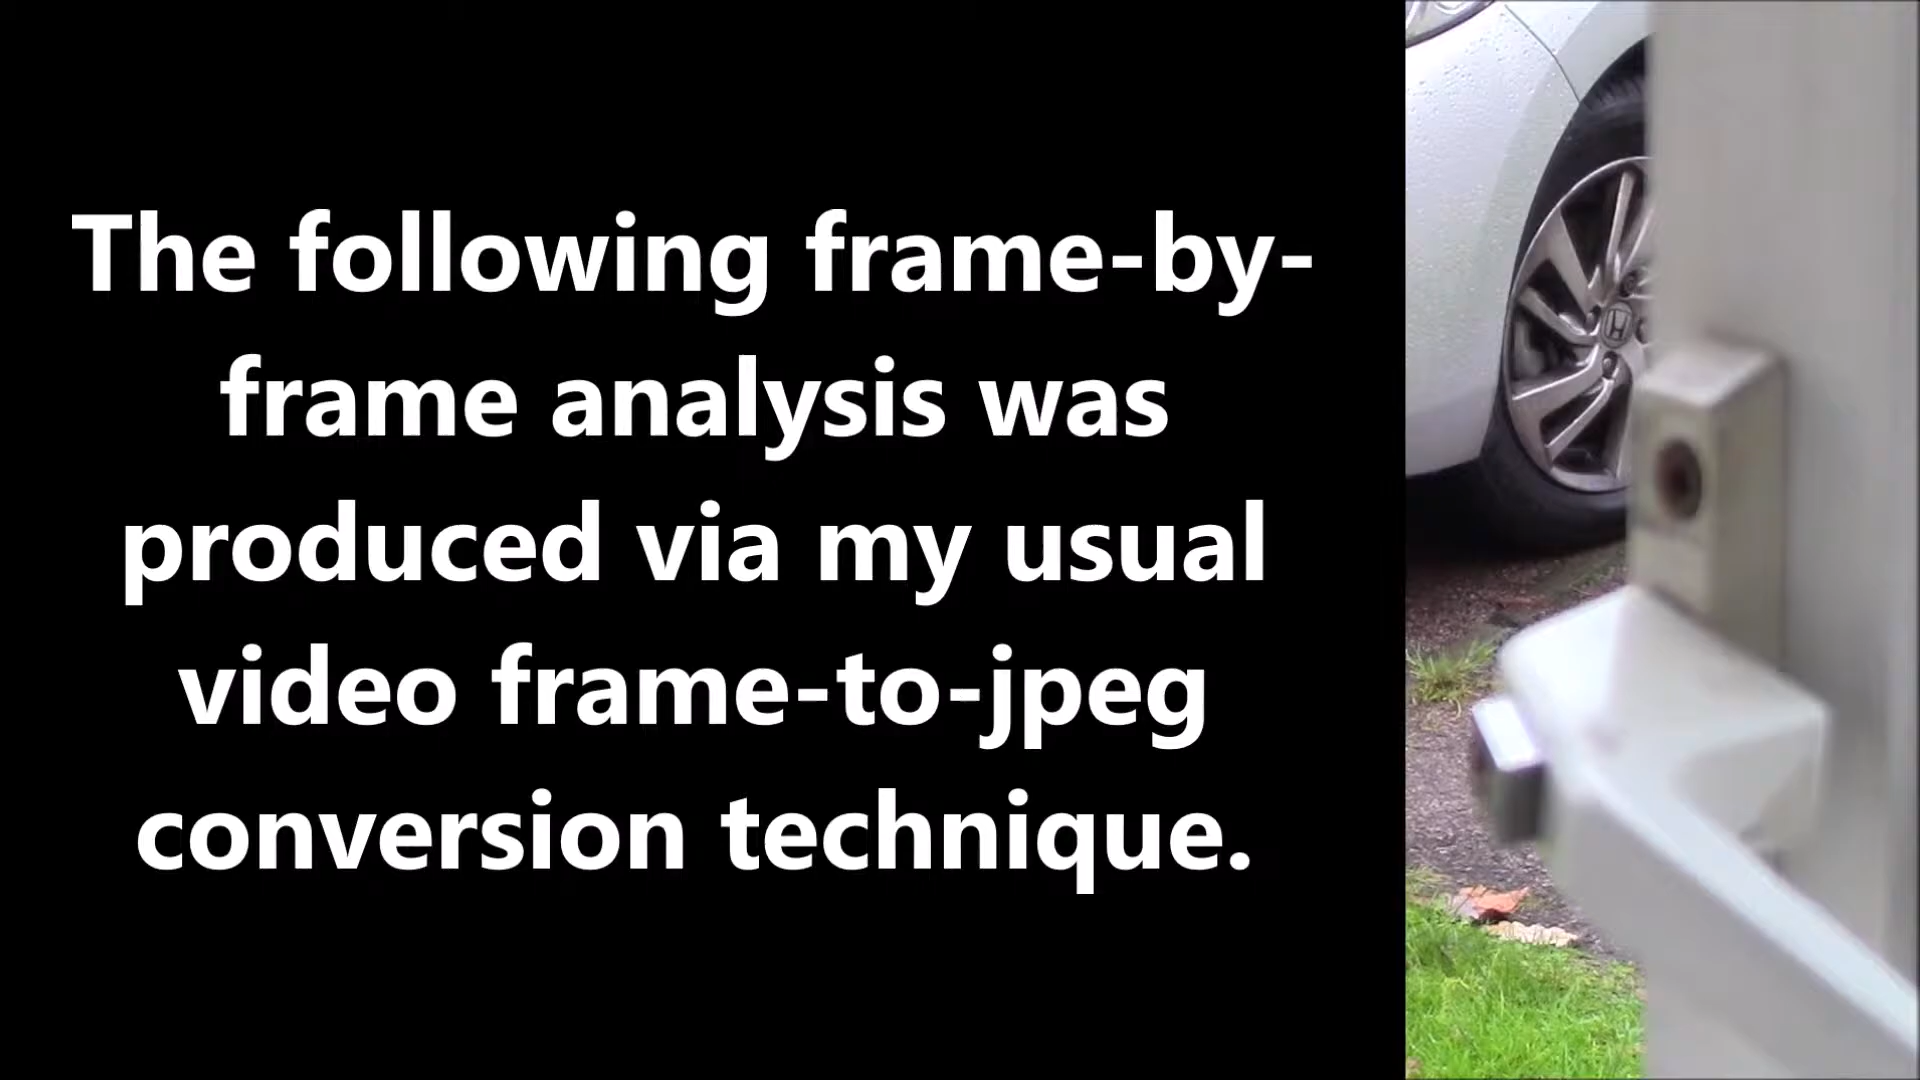 The following frame-by-
frame analysis was
produced via my usual
video frame-to-jpeg
conversion technique.